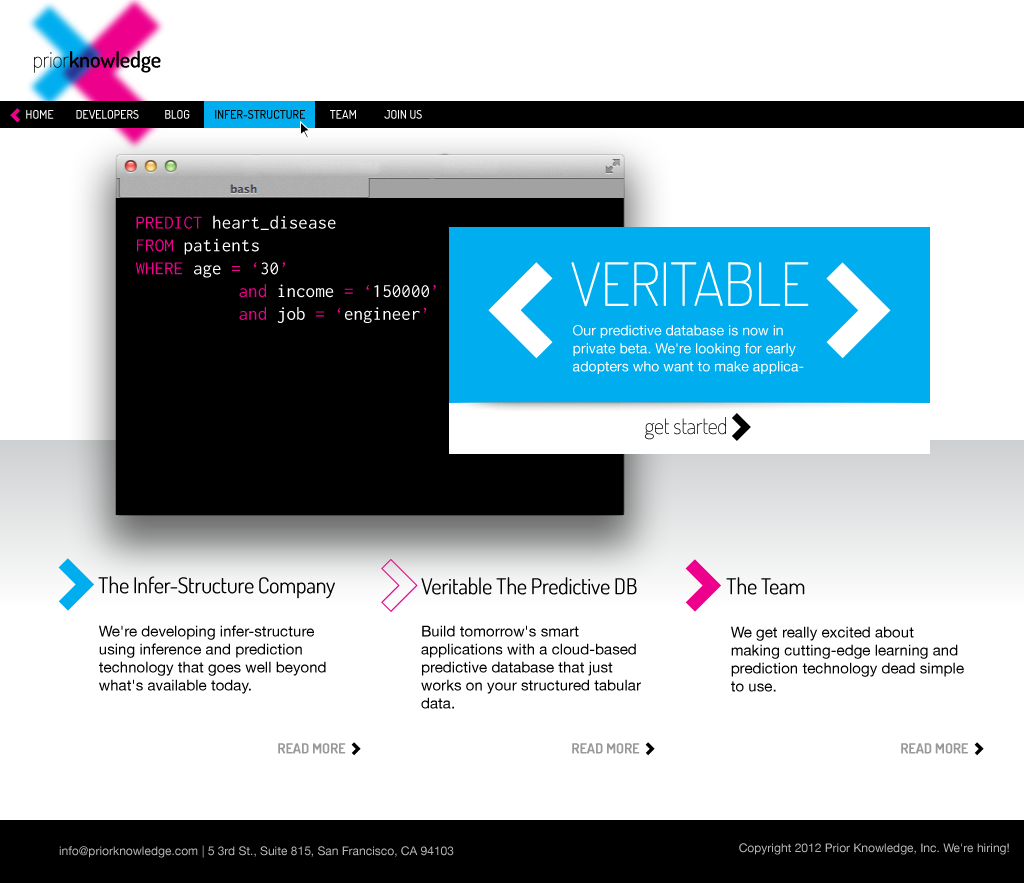 priorknowledge
HOME DEVELOPERS BLOG INFER-STRUCTURE TEAM JOIN US
bash
PREDICT heart_disease
FROM patients
WHERE age = ‘30’
and income = ‘150000’
and job = ‘engineer’
VERITABLE
Our predictive database is now in
private beta. We're looking for early
adopters who want to make applica-
get started
The Infer-Structure Company
We're developing infer-structure
using inference and prediction
technology that goes well beyond
what's available today.
READ MORE
Veritable The Predictive DB
Build tomorrow's smart
applications with a cloud-based
predictive database that just
works on your structured tabular
data.
READ MORE
The Team
We get really excited about
making cutting-edge learning and
prediction technology dead simple
to use.
READ MORE
info@priorknowledge.com | 5 3rd St., Suite 815, San Francisco, CA 94103
Copyright 2012 Prior Knowledge, Inc. We're hiring!